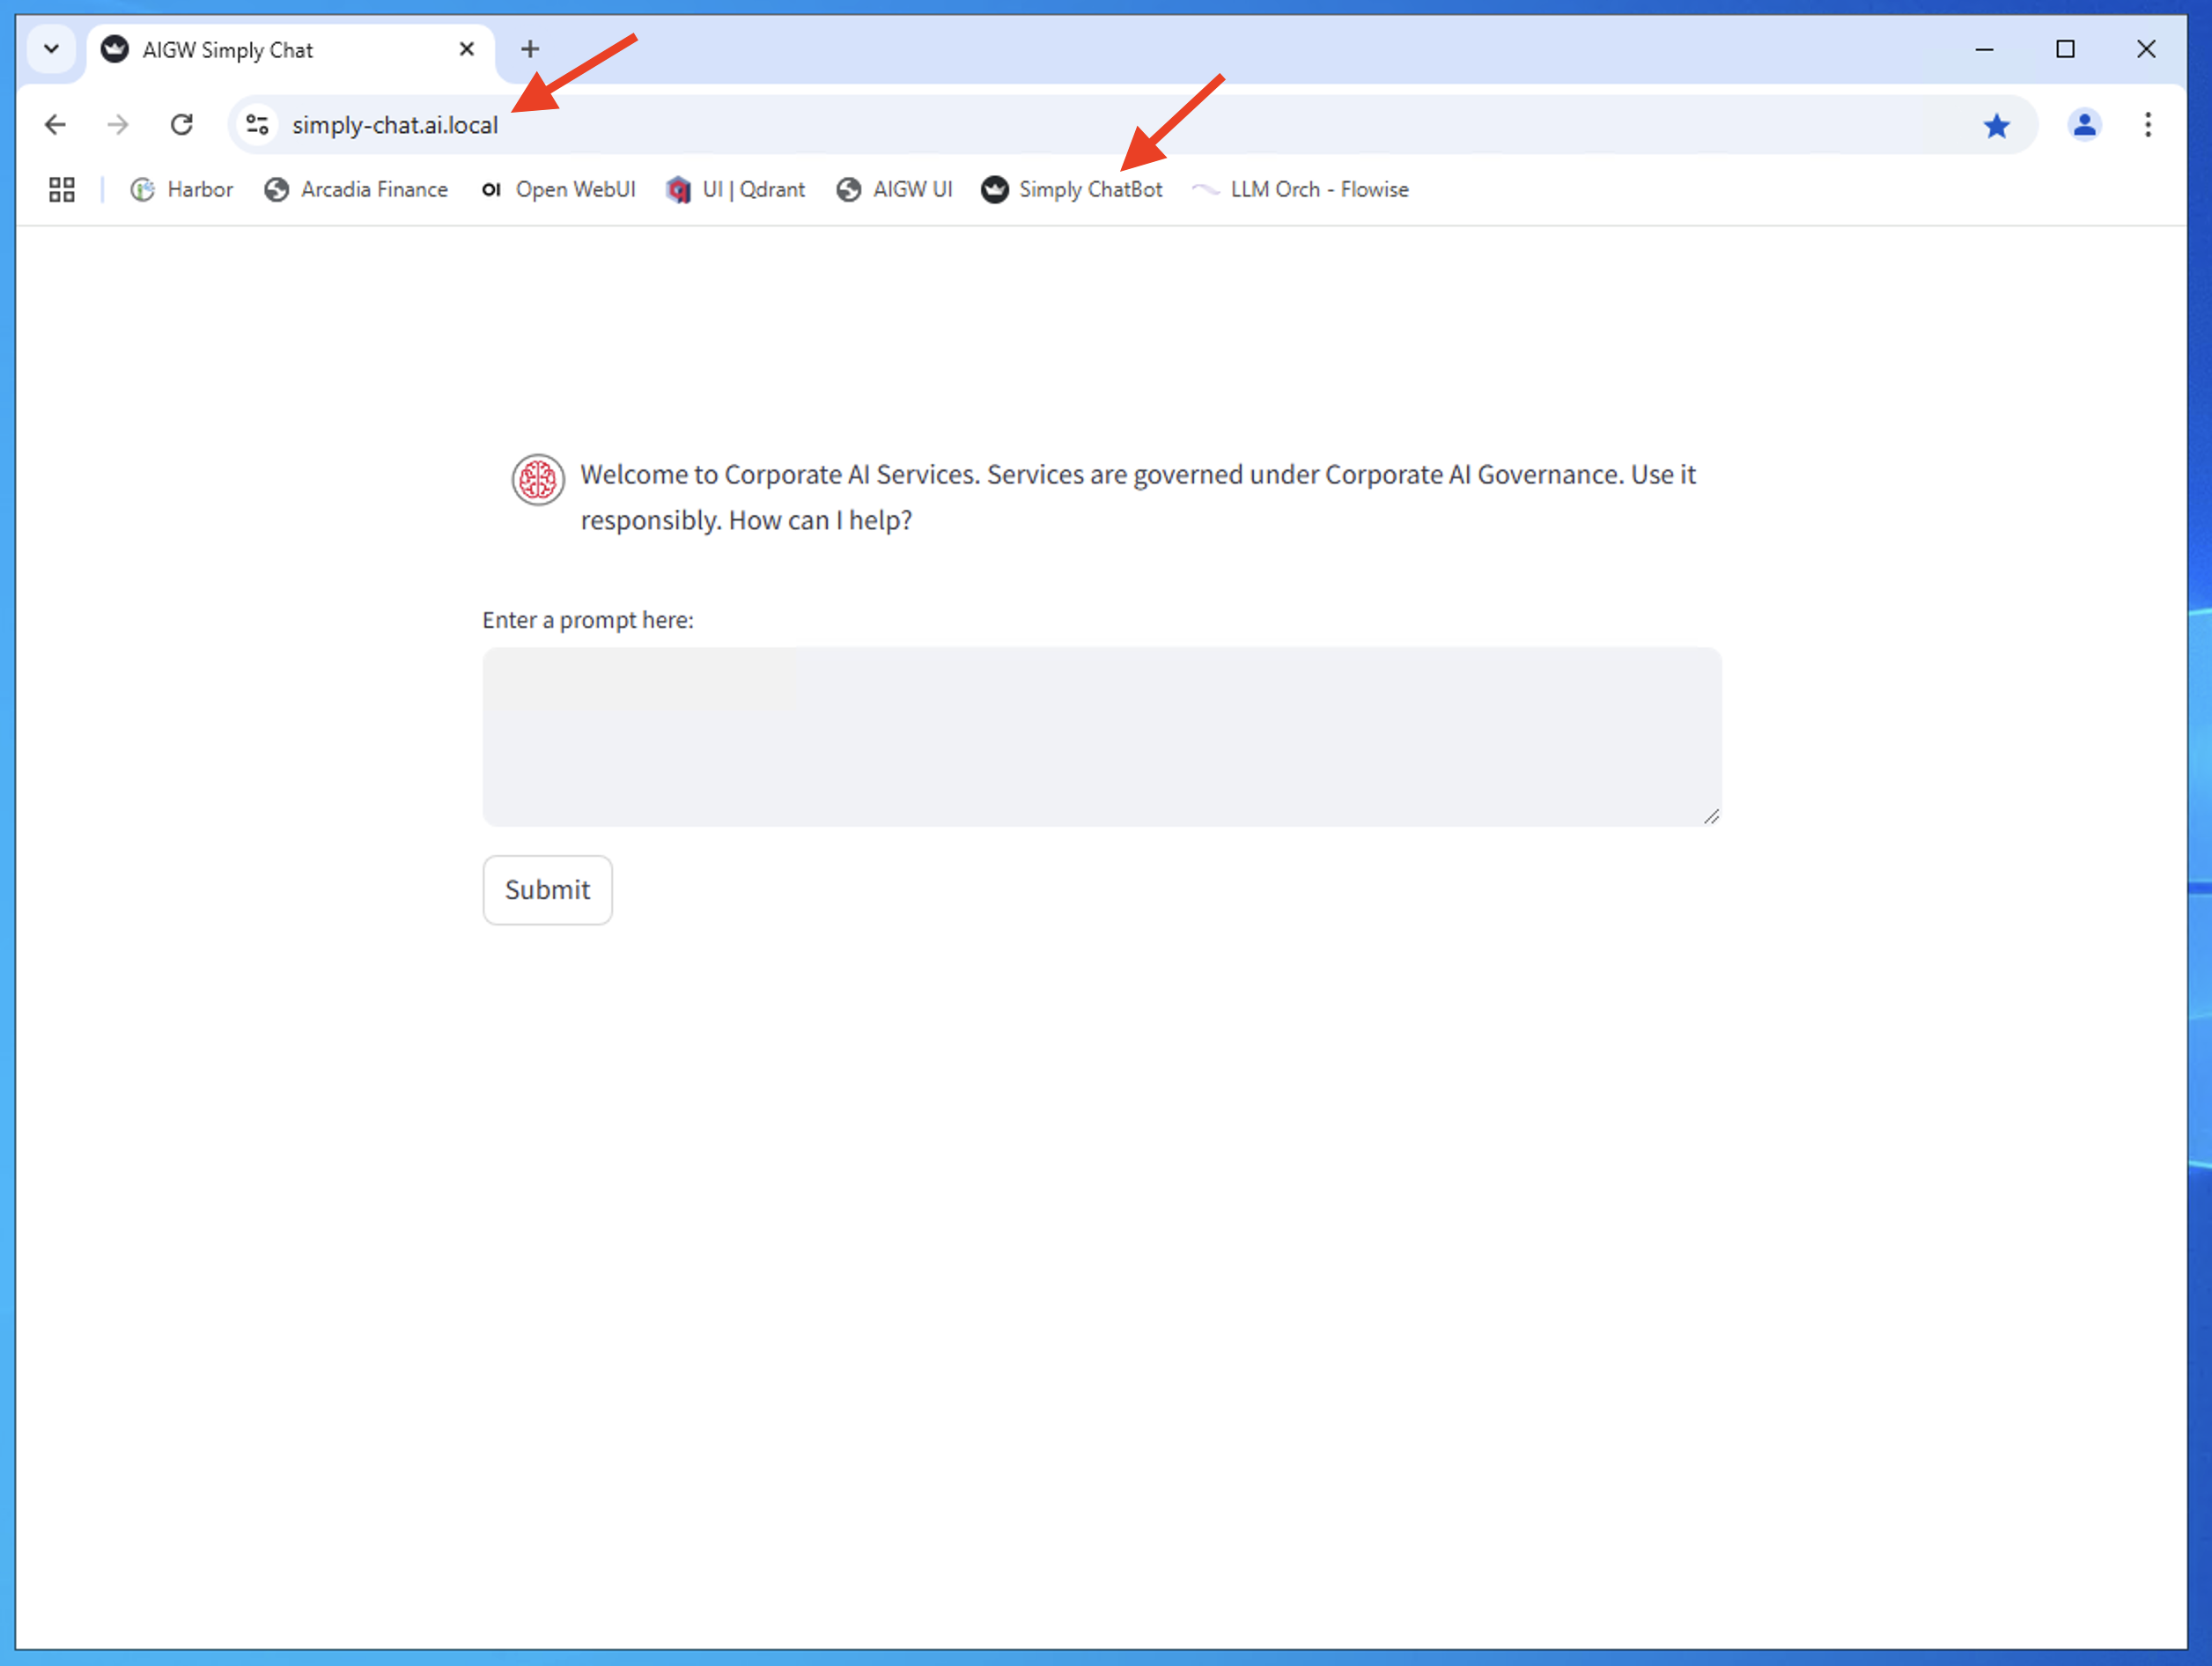 AIGW Simply Chat
simply-chat.ai.local
Harbor Arcadia Finance OI Open WebUI UI | Qdrant AIGW UI Simply ChatBot LLM Orch - Flowise
Welcome to Corporate AI Services. Services are governed under Corporate AI Governance. Use it
responsibly. How can I help?
Enter a prompt here:
Submit